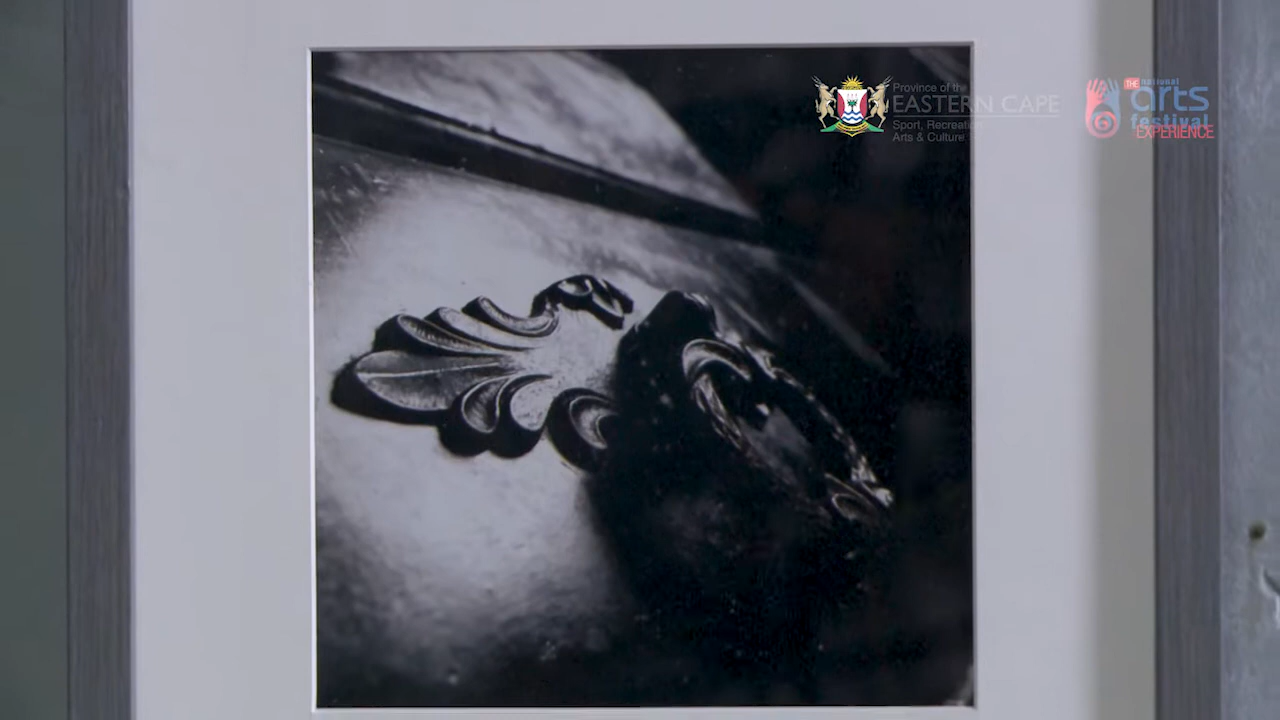 Province of the
EASTERN CAPE
Sport, Recreation
Arts & Culture
THE national
arts
festival
EXPERIENCE